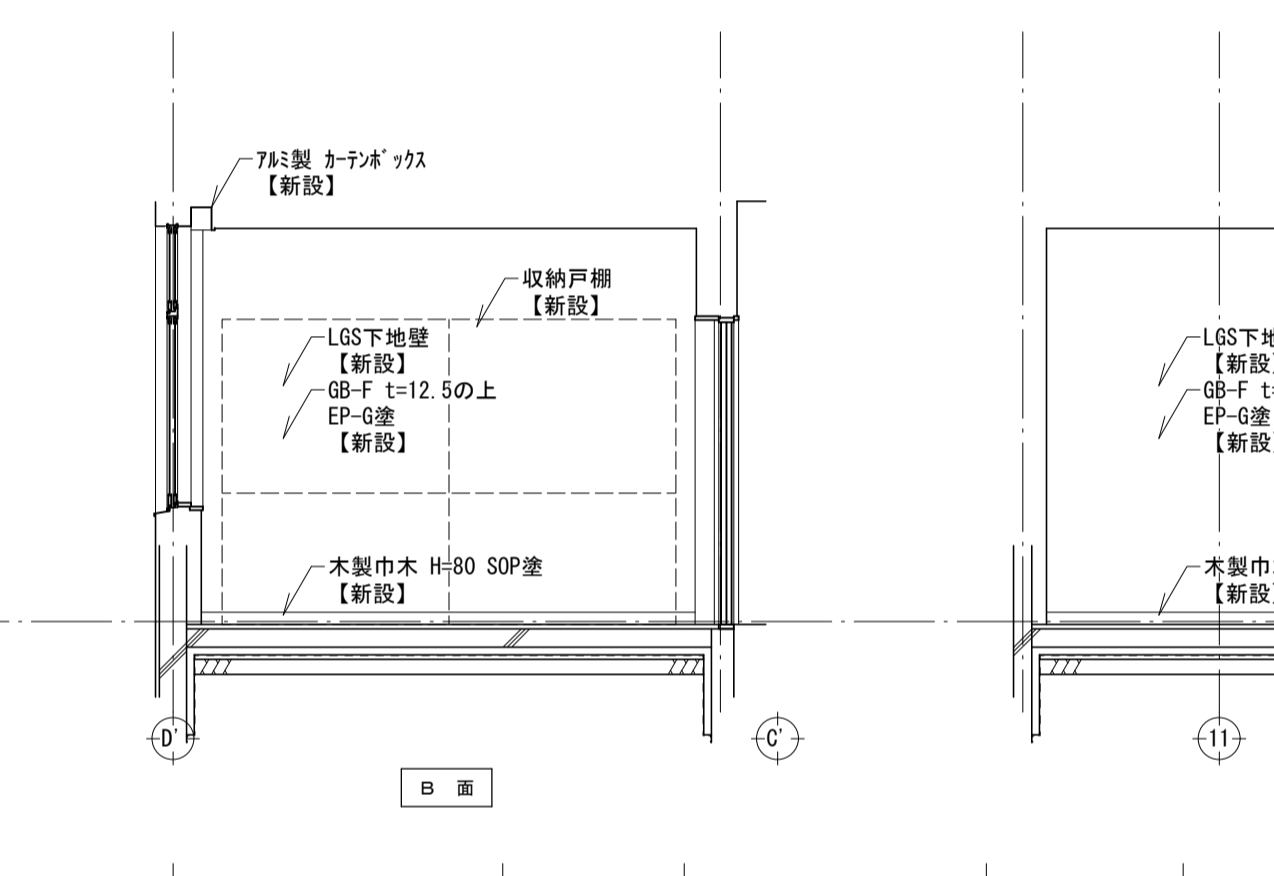 アルミ製 カーテンボックス
【新設】
収納戸棚
【新設】
LGS下地壁
【新設】
GB-F t=12.5の上
EP-G塗
【新設】
木製巾木 H=80 SOP塗
【新設】
D'
C'
B 面
LGS下地
【新設】
GB-F t=
EP-G塗
【新設】
木製巾
【新設】
11